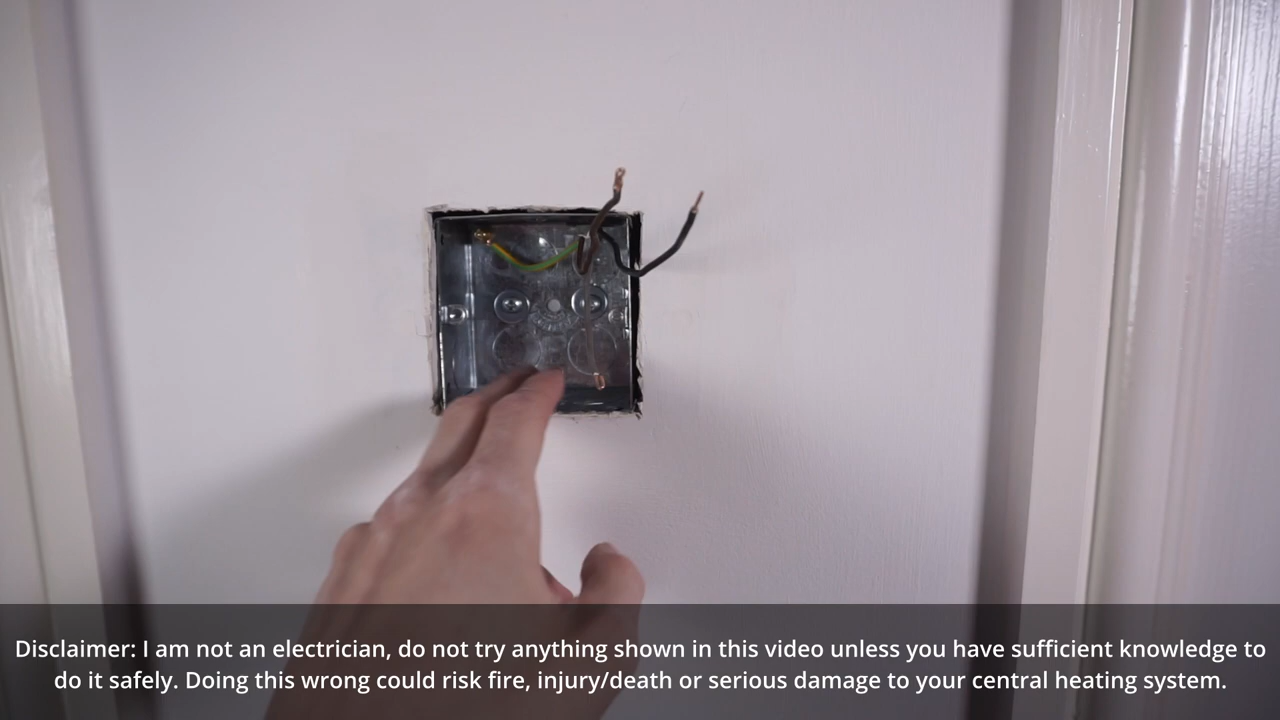 Disclaimer: I am not an electrician, do not try anything shown in this video unless you have sufficient knowledge to
do it safely. Doing this wrong could risk fire, injury/death or serious damage to your central heating system.